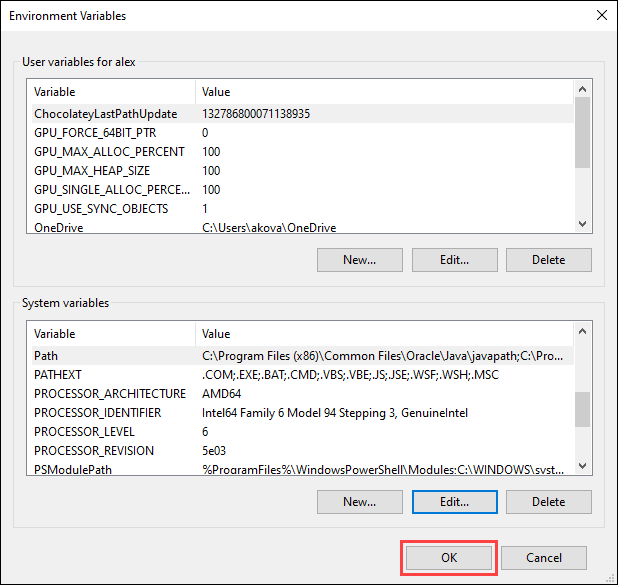 Environment Variables
User variables for alex
Variable Value
ChocolateyLastPathUpdate 132786800071138935
GPU_FORCE_64BIT_PTR 0
GPU_MAX_ALLOC_PERCENT 100
GPU_MAX_HEAP_SIZE 100
GPU_SINGLE_ALLOC_PERCE... 100
GPU_USE_SYNC_OBJECTS 1
OneDrive C:\Users\akova\OneDrive
New... Edit... Delete
System variables
Variable Value
Path C:\Program Files (x86)\Common Files\Oracle\Java\javapath;C:\Pro...
PATHEXT .COM;.EXE;.BAT;.CMD;.VBS;.VBE;.JS;.JSE;.WSF;.WSH;.MSC
PROCESSOR_ARCHITECTURE AMD64
PROCESSOR_IDENTIFIER Intel64 Family 6 Model 94 Stepping 3, GenuineIntel
PROCESSOR_LEVEL 6
PROCESSOR_REVISION 5e03
PSModulePath %ProgramFiles%\WindowsPowerShell\Modules;C:\WINDOWS\syst...
New... Edit... Delete
OK Cancel